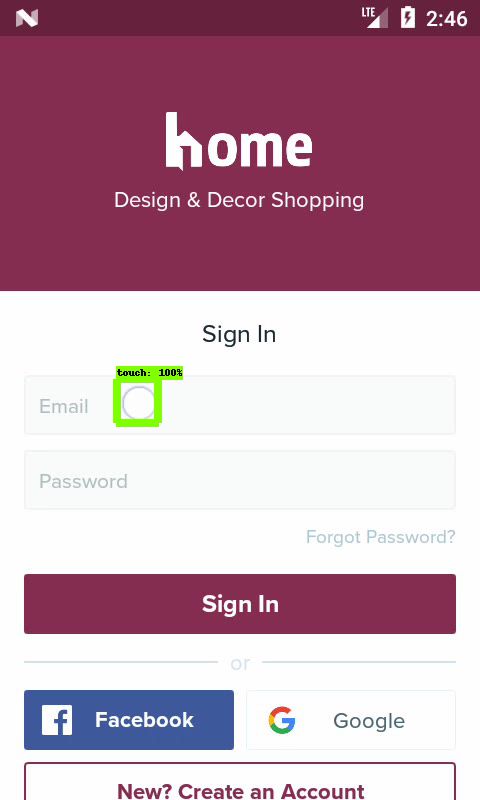 LTE 2:46
home
Design & Decor Shopping
Sign In
touch: 100%
Email
Password
Forgot Password?
Sign In
or
Facebook
Google
New? Create an Account